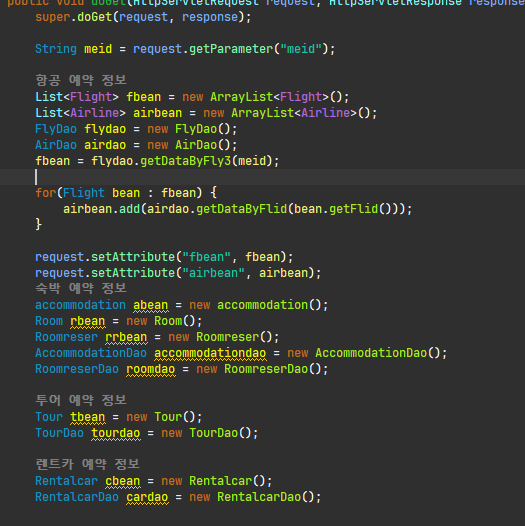 public void doGet(HttpServletRequest request, HttpServletResponse response
super.doGet(request, response);
String meid = request.getParameter("meid");
항공 예약 정보
List<Flight> fbean = new ArrayList<Flight>();
List<Airline> airbean = new ArrayList<Airline>();
FlyDao flydao = new FlyDao();
AirDao airdao = new AirDao();
fbean = flydao.getDataByFly3(meid);
for(Flight bean : fbean) {
airbean.add(airdao.getDataByFlid(bean.getFlid()));
}
request.setAttribute("fbean", fbean);
request.setAttribute("airbean", airbean);
숙박 예약 정보
accommodation abean = new accommodation();
Room rbean = new Room();
Roomreser rrbean = new Roomreser();
AccommodationDao accommodationdao = new AccommodationDao();
RoomreserDao roomdao = new RoomreserDao();
투어 예약 정보
Tour tbean = new Tour();
TourDao tourdao = new TourDao();
렌트카 예약 정보
Rentalcar cbean = new Rentalcar();
RentalcarDao cardao = new RentalcarDao();